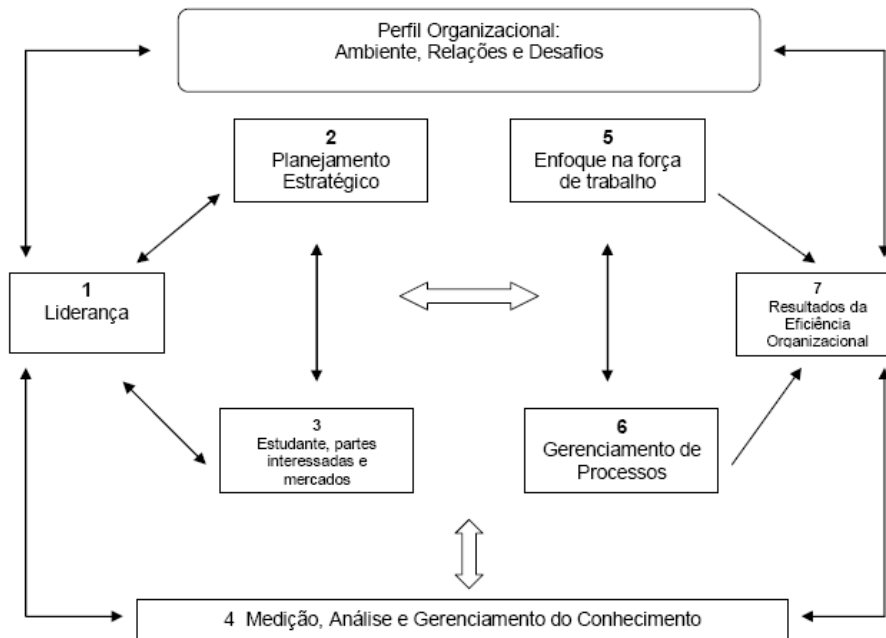 Perfil Organizacional:
Ambiente, Relações e Desafios
2
Planejamento
Estratégico
5
Enfoque na força
de trabalho
1
Liderança
7
Resultados da
Eficiência
Organizacional
3
Estudante, partes
interessadas e
mercados
6
Gerenciamento de
Processos
4 Medição, Análise e Gerenciamento do Conhecimento